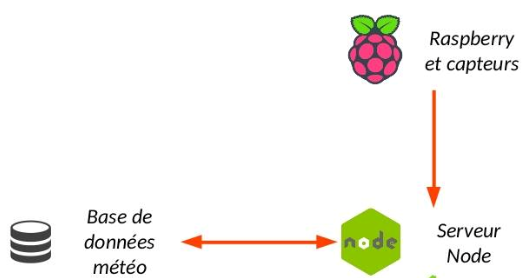 Raspberry
et capteurs
Base de
données
météo
node
Serveur
Node